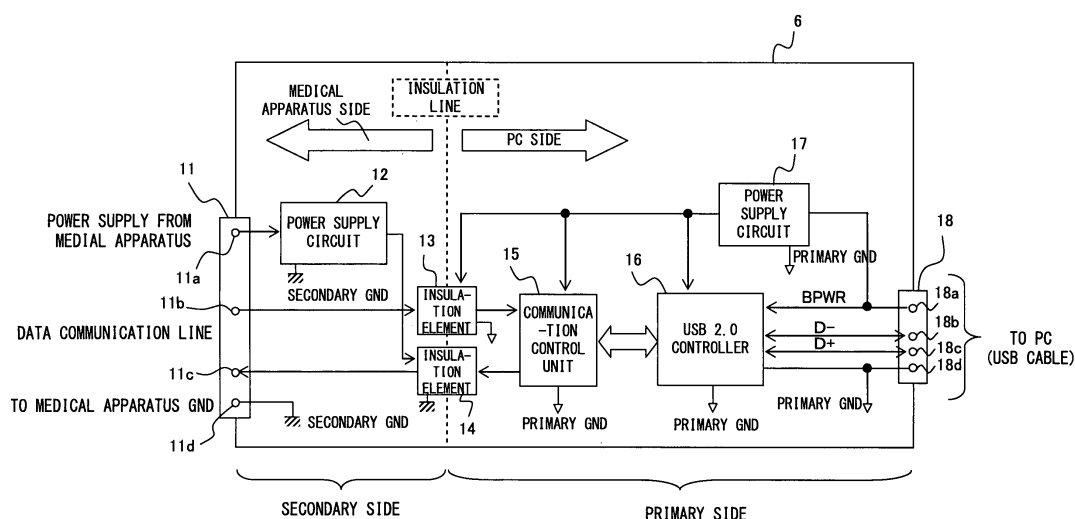 6
INSULATION
LINE
MEDICAL
APPARATUS SIDE
PC SIDE
17
POWER
SUPPLY
CIRCUIT
PRIMARY GND
11
12
POWER SUPPLY
CIRCUIT
SECONDARY GND
POWER SUPPLY FROM
MEDIAL APPARATUS
11a
13
INSULA-
TION
ELEMENT
15
COMMUNICA
-TION
CONTROL
UNIT
PRIMARY GND
16
USB 2.0
CONTROLLER
PRIMARY GND
18
BPWR
18a
D-
18b
D+
18c
18d
PRIMARY GND
TO PC
(USB CABLE)
11b
DATA COMMUNICATION LINE
11c
INSULA-
TION
ELEMENT
14
TO MEDICAL APPARATUS GND
11d
SECONDARY GND
SECONDARY SIDE
PRIMARY SIDE